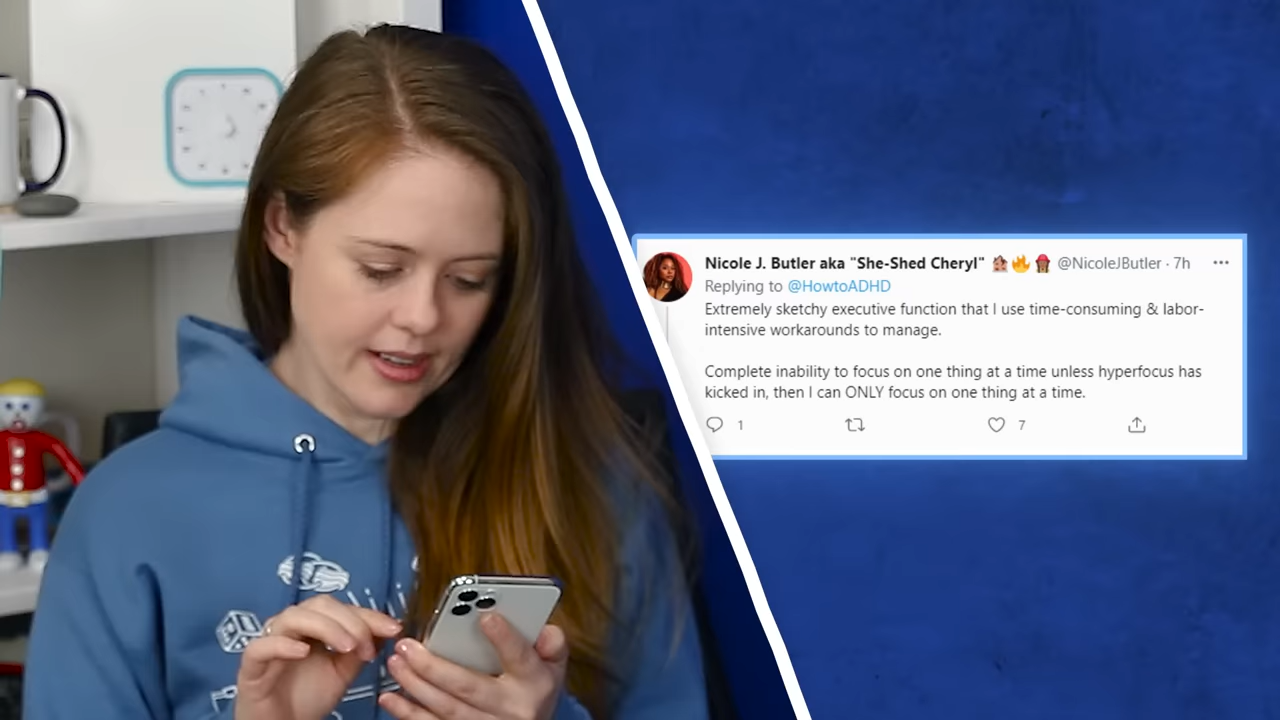 Nicole J. Butler aka "She-Shed Cheryl" 🏚️🔥🧁 @NicoleJButler · 7h
Replying to @HowtoADHD
Extremely sketchy executive function that I use time-consuming & labor-
intensive workarounds to manage.
Complete inability to focus on one thing at a time unless hyperfocus has
kicked in, then I can ONLY focus on one thing at a time.
1 7